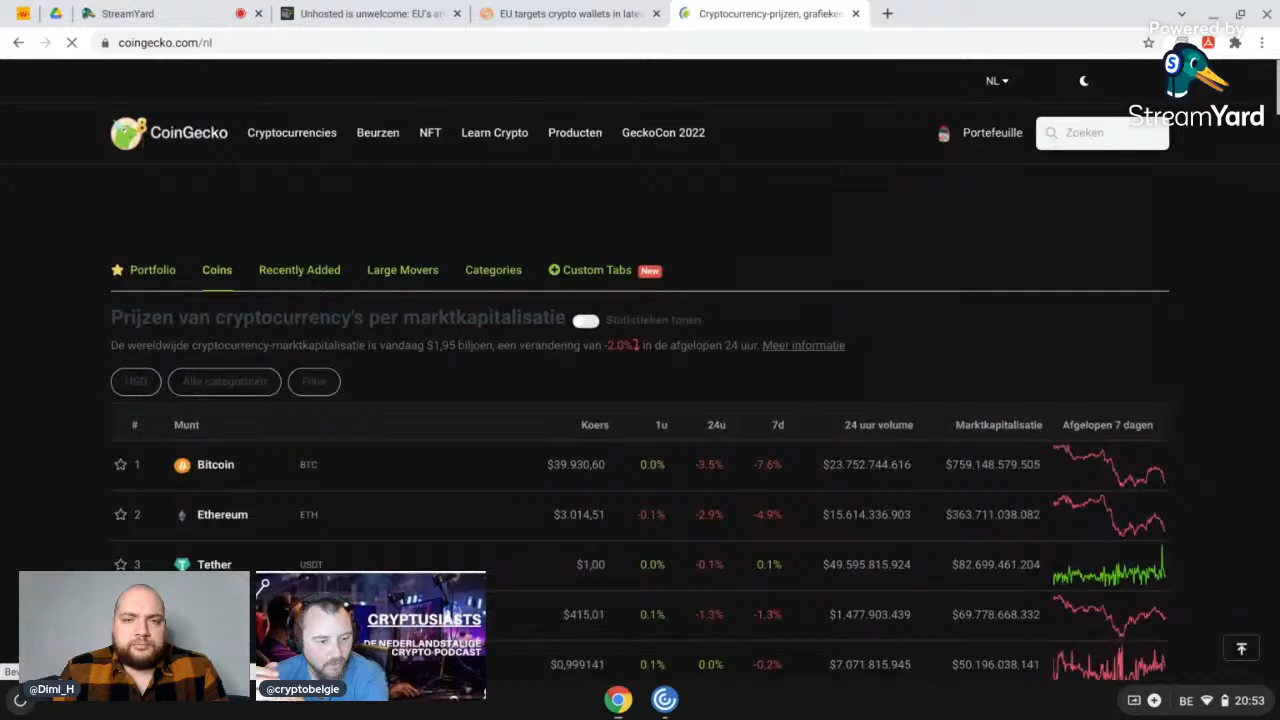 StreamYard
Unhosted is unwelcome: EU's at
EU targets crypto wallets in lates
Cryptocurrency-prijzen, grafieken
coingecko.com/nl
Powered by
StreamYard
NL
CoinGecko
Cryptocurrencies
Beurzen
NFT
Learn Crypto
Producten
GeckoCon 2022
Portefeuille
Zoeken
Portfolio
Coins
Recently Added
Large Movers
Categories
Custom Tabs
New
Prijzen van cryptocurrency's per marktkapitalisatie
Statistieken tonen
De wereldwijde cryptocurrency-marktkapitalisatie is vandaag $1,95 biljoen, een verandering van -2.0% in de afgelopen 24 uur. Meer informatie
USD
Alle categorieën
Filter
# Munt Koers 1u 24u 7d 24 uur volume Marktkapitalisatie Afgelopen 7 dagen
1 Bitcoin BTC $39.930,60 0.0% -3.5% -7.6% $23.752.744.616 $759.148.579.505
2 Ethereum ETH $3.014,51 -0.1% -2.9% -4.9% $15.614.336.903 $363.711.038.082
3 Tether USDT $1,00 0.0% -0.1% 0.1% $49.595.815.924 $82.699.461.204
$415,01 0.1% -1.3% -1.3% $1.477.903.439 $69.778.668.332
$0,999141 0.1% 0.0% -0.2% $7.071.815.945 $50.196.038.141
CRYPTUSIASTS
DE NEDERLANDSTALIGE
CRYPTO PODCAST
@Dimi_H
@cryptobelgie
BE
20:53